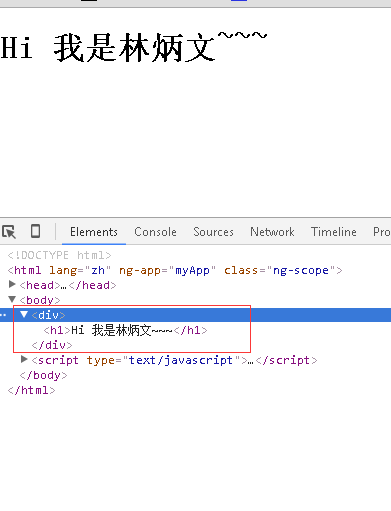 Hi 我是林炳文~~~
Elements Console Sources Network Timeline Pro
<!DOCTYPE html>
<html lang="zh" ng-app="myApp" class="ng-scope">
<head>…</head>
<body>
<div>
<h1>Hi 我是林炳文~~~</h1>
</div>
<script type="text/javascript">…</script>
</body>
</html>